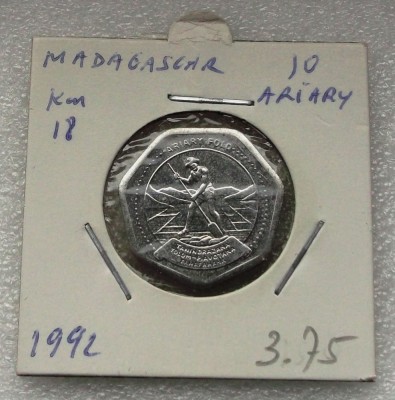 MADAGASCAR 10
Km ARIARY
18
ARIARY FOLO
TANINDRAZANA
1992 3.75